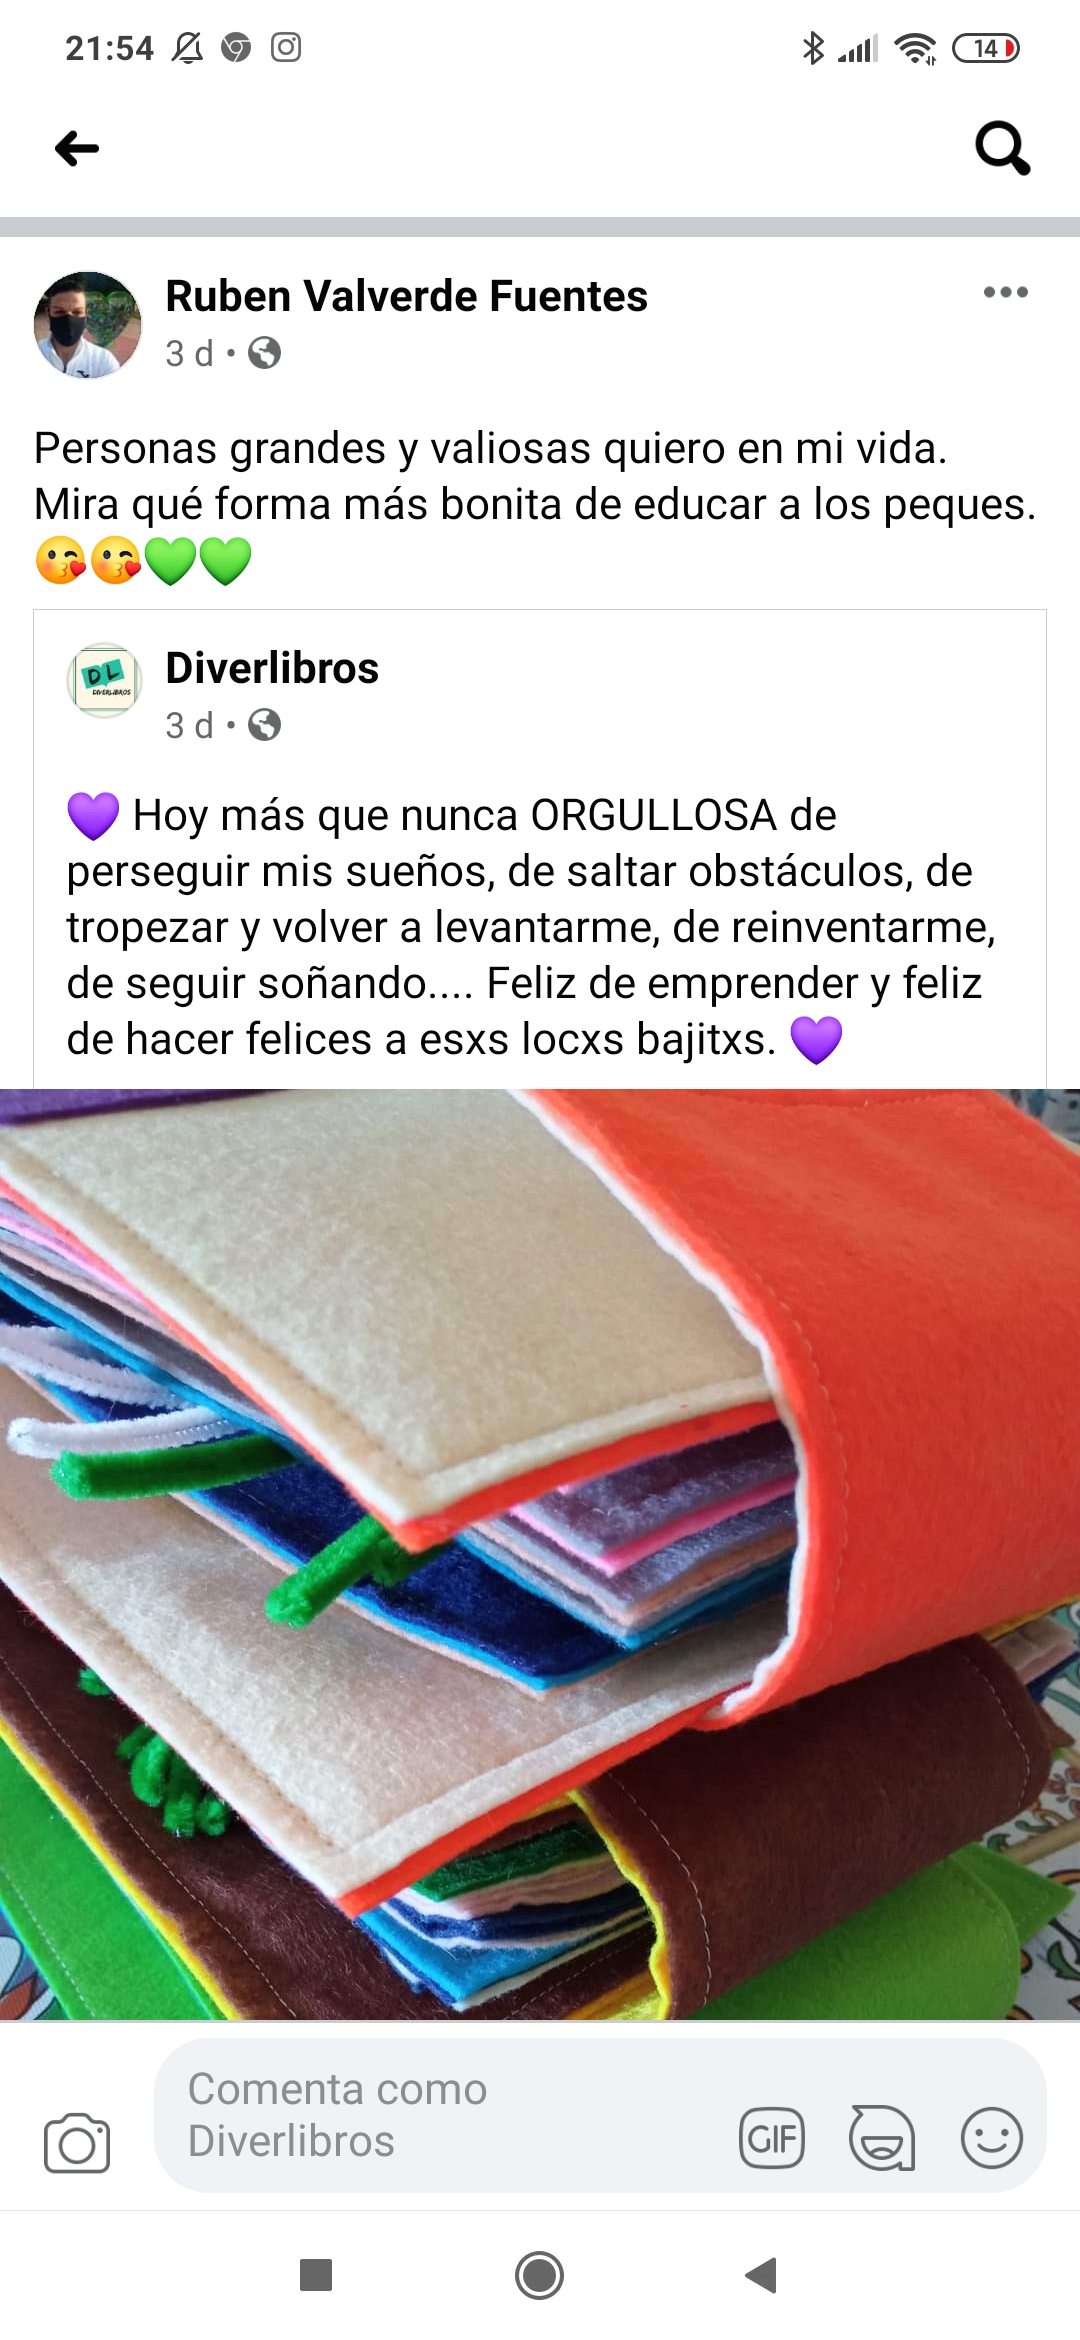 21:54
14
Ruben Valverde Fuentes
3 d •
Personas grandes y valiosas quiero en mi vida.
Mira qué forma más bonita de educar a los peques.
😘😘💚💚
DL
DIVERLIBROS
Diverlibros
3 d •
💜 Hoy más que nunca ORGULLOSA de
perseguir mis sueños, de saltar obstáculos, de
tropezar y volver a levantarme, de reinventarme,
de seguir soñando.... Feliz de emprender y feliz
de hacer felices a esxs locxs bajitxs. 💜
Comenta como
Diverlibros
GIF